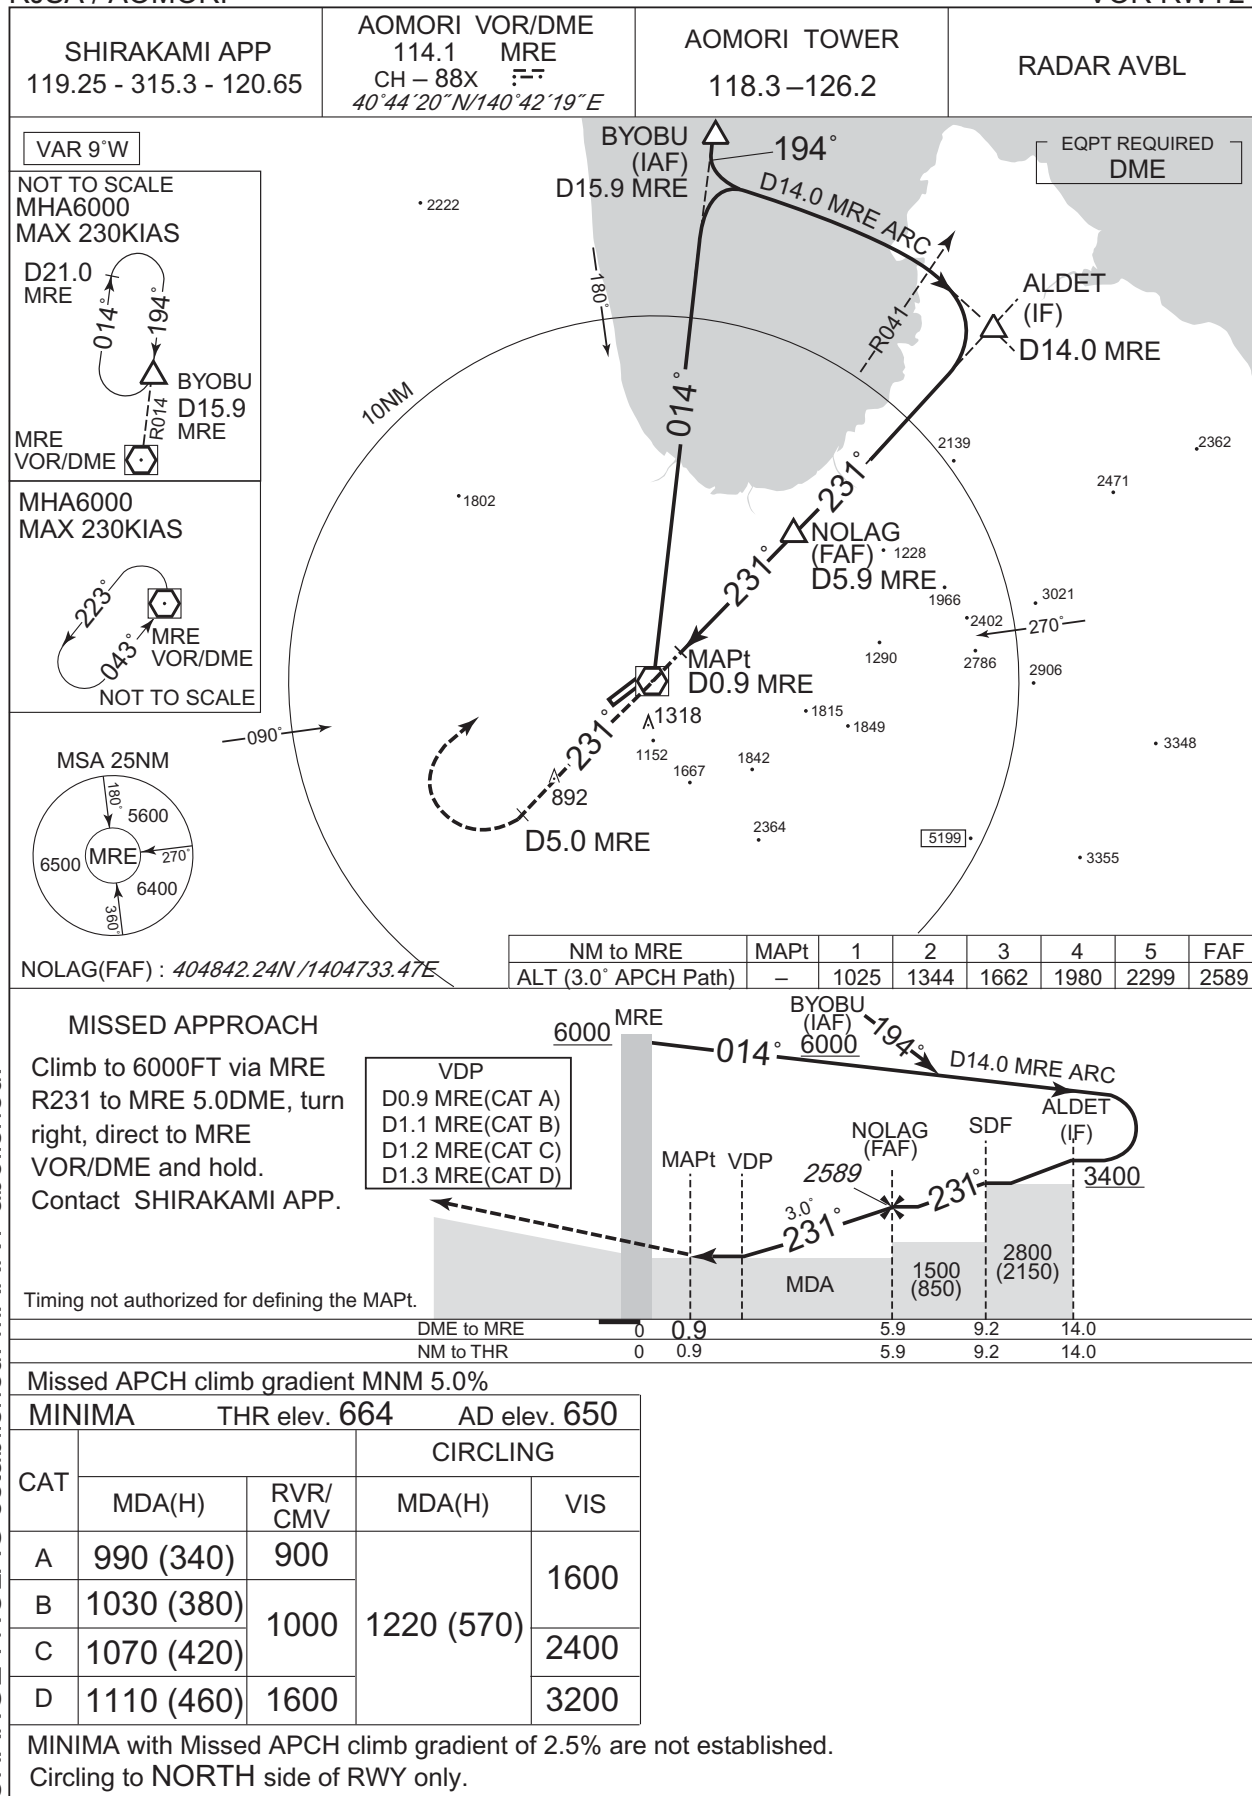 SHIRAKAMI APP
119.25 - 315.3 - 120.65
AOMORI VOR/DME
114.1 MRE
CH – 88X
40°44´20˝N/140°42´19˝E
AOMORI TOWER
118.3 –126.2
RADAR AVBL
VAR 9°W
EQPT REQUIRED
DME
NOT TO SCALE
MHA6000
MAX 230KIAS
D21.0
MRE
014°
194°
BYOBU
D15.9
MRE
R014
MRE
VOR/DME
MHA6000
MAX 230KIAS
223°
043°
MRE
VOR/DME
NOT TO SCALE
BYOBU
(IAF)
D15.9 MRE
194°
D14.0 MRE ARC
2222
180°
R041
ALDET
(IF)
D14.0 MRE
10NM
014°
231°
2139
2362
2471
1802
NOLAG
(FAF)
D5.9 MRE
1228
231°
1966
3021
2402
270°
1290
2786
2906
MAPt
D0.9 MRE
1318
1815
1849
090°
231°
1152
1667
1842
3348
892
D5.0 MRE
2364
5199
3355
MSA 25NM
180°
5600
MRE
270°
6500
6400
360°
NOLAG(FAF) : 404842.24N /1404733.47E
NM to MRE MAPt 1 2 3 4 5 FAF
ALT (3.0° APCH Path) – 1025 1344 1662 1980 2299 2589
MISSED APPROACH
Climb to 6000FT via MRE
R231 to MRE 5.0DME, turn
right, direct to MRE
VOR/DME and hold.
Contact SHIRAKAMI APP.
Timing not authorized for defining the MAPt.
VDP
D0.9 MRE(CAT A)
D1.1 MRE(CAT B)
D1.2 MRE(CAT C)
D1.3 MRE(CAT D)
6000
MRE
014°
BYOBU
(IAF)
6000
194°
D14.0 MRE ARC
ALDET
(IF)
SDF
NOLAG
(FAF)
2589
MAPt
VDP
3.0°
231°
231°
3400
MDA
1500
(850)
2800
(2150)
DME to MRE 0 0.9 5.9 9.2 14.0
NM to THR 0 0.9 5.9 9.2 14.0
Missed APCH climb gradient MNM 5.0%
MINIMA THR elev. 664 AD elev. 650
CAT
CIRCLING
MDA(H) RVR/
CMV MDA(H) VIS
A 990 (340) 900 1220 (570) 1600
B 1030 (380) 1000
C 1070 (420) 2400
D 1110 (460) 1600 3200
MINIMA with Missed APCH climb gradient of 2.5% are not established.
Circling to NORTH side of RWY only.